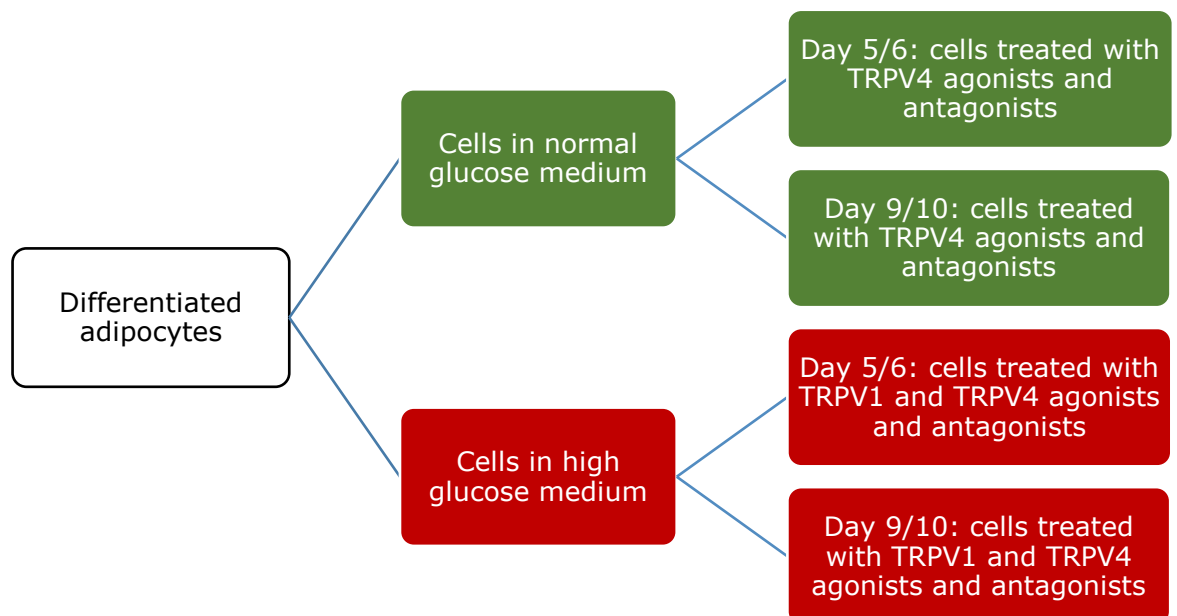 Differentiated
adipocytes
Cells in normal
glucose medium
Day 5/6: cells treated with
TRPV4 agonists and
antagonists
Day 9/10: cells treated
with TRPV4 agonists and
antagonists
Cells in high
glucose medium
Day 5/6: cells treated with
TRPV1 and TRPV4 agonists
and antagonists
Day 9/10: cells treated
with TRPV1 and TRPV4
agonists and antagonists